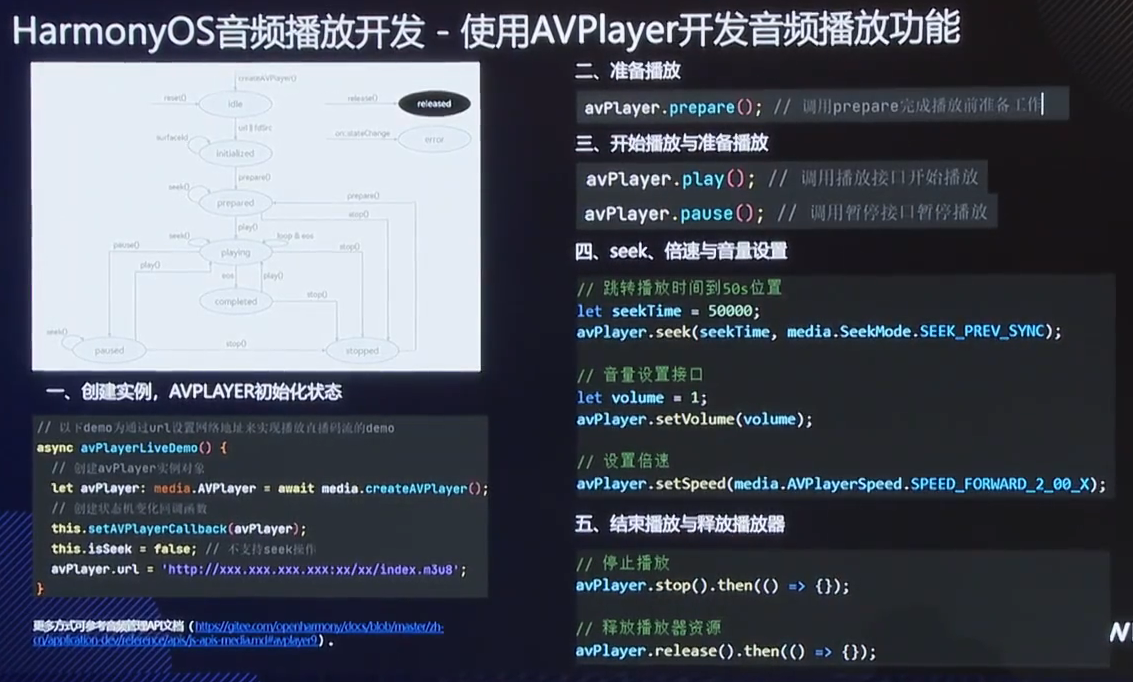 HarmonyOS音频播放开发 - 使用AVPlayer开发音频播放功能
createAVPlayer()
reset()
idle
release()
released
url || fdSrc
on:stateChange
error
surfaceId
initialized
prepare()
seek()
prepared
prepare()
stop()
play()
seek()
loop & eos
pause()
playing
stop()
play()
eos
play()
completed
stop()
seek()
paused
stop()
stopped
一、创建实例，AVPLAYER初始化状态
// 以下demo为通过url设置网络地址来实现播放直播码流的demo
async avPlayerLiveDemo() {
// 创建avPlayer实例对象
let avPlayer: media.AVPlayer = await media.createAVPlayer();
// 创建状态机变化回调函数
this.setAVPlayerCallback(avPlayer);
this.isSeek = false; // 不支持seek操作
avPlayer.url = 'http://xxx.xxx.xxx.xxx:xx/xx/index.m3u8';
}
更多方式可参考音频管理API文档（https://gitee.com/openharmony/docs/blob/master/zh-
cn/application-dev/reference/apis/js-apis-media.md#avplayer9）.
二、准备播放
avPlayer.prepare(); // 调用prepare完成播放前准备工作
三、开始播放与准备播放
avPlayer.play(); // 调用播放接口开始播放
avPlayer.pause(); // 调用暂停接口暂停播放
四、seek、倍速与音量设置
// 跳转播放时间到50s位置
let seekTime = 50000;
avPlayer.seek(seekTime, media.SeekMode.SEEK_PREV_SYNC);
// 音量设置接口
let volume = 1;
avPlayer.setVolume(volume);
// 设置倍速
avPlayer.setSpeed(media.AVPlayerSpeed.SPEED_FORWARD_2_00_X);
五、结束播放与释放播放器
// 停止播放
avPlayer.stop().then(() => {});
// 释放播放器资源
avPlayer.release().then(() => {});